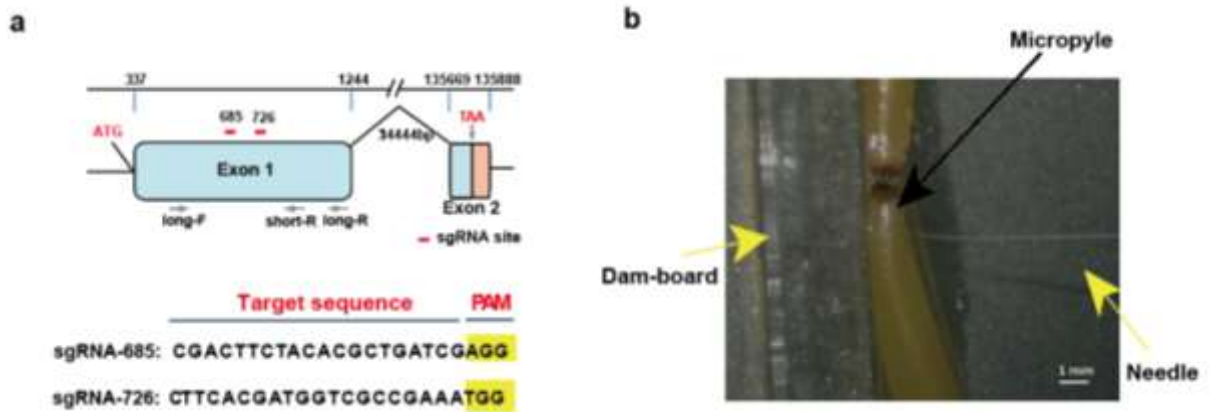 a
337 1244 135669 135888
685 726
ATG
TAA
Exon 1
Exon 2
long-F short-R long-R
sgRNA site
Target sequence PAM
sgRNA-685: CGACTTCTACACGCTGATCGAGG
sgRNA-726: CTTCACGATGGTCGCCGAAATGG
b
Micropyle
Dam-board
Needle
1 mm